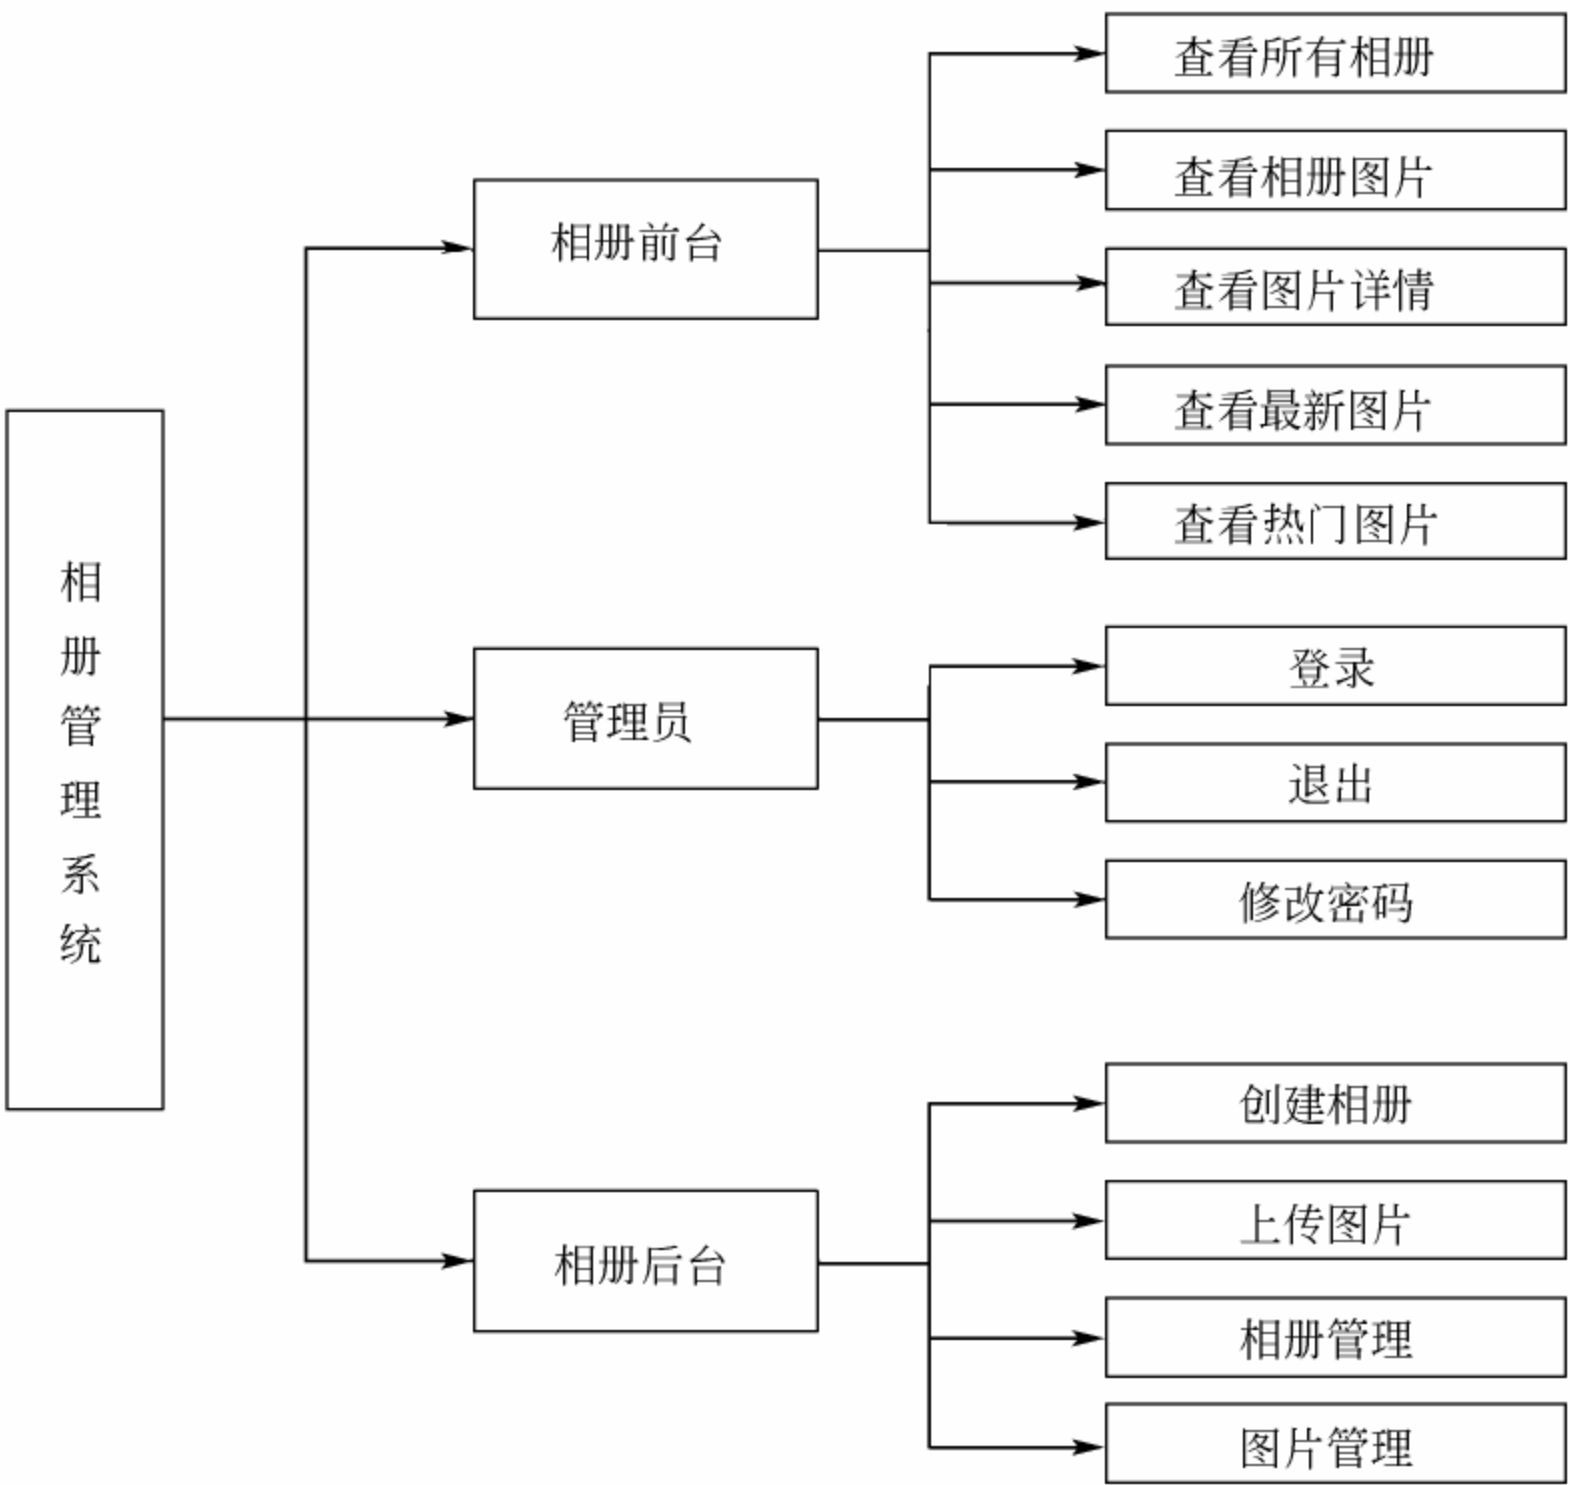 相册管理系统
相册前台
查看所有相册
查看相册图片
查看图片详情
查看最新图片
查看热门图片
管理员
登录
退出
修改密码
相册后台
创建相册
上传图片
相册管理
图片管理